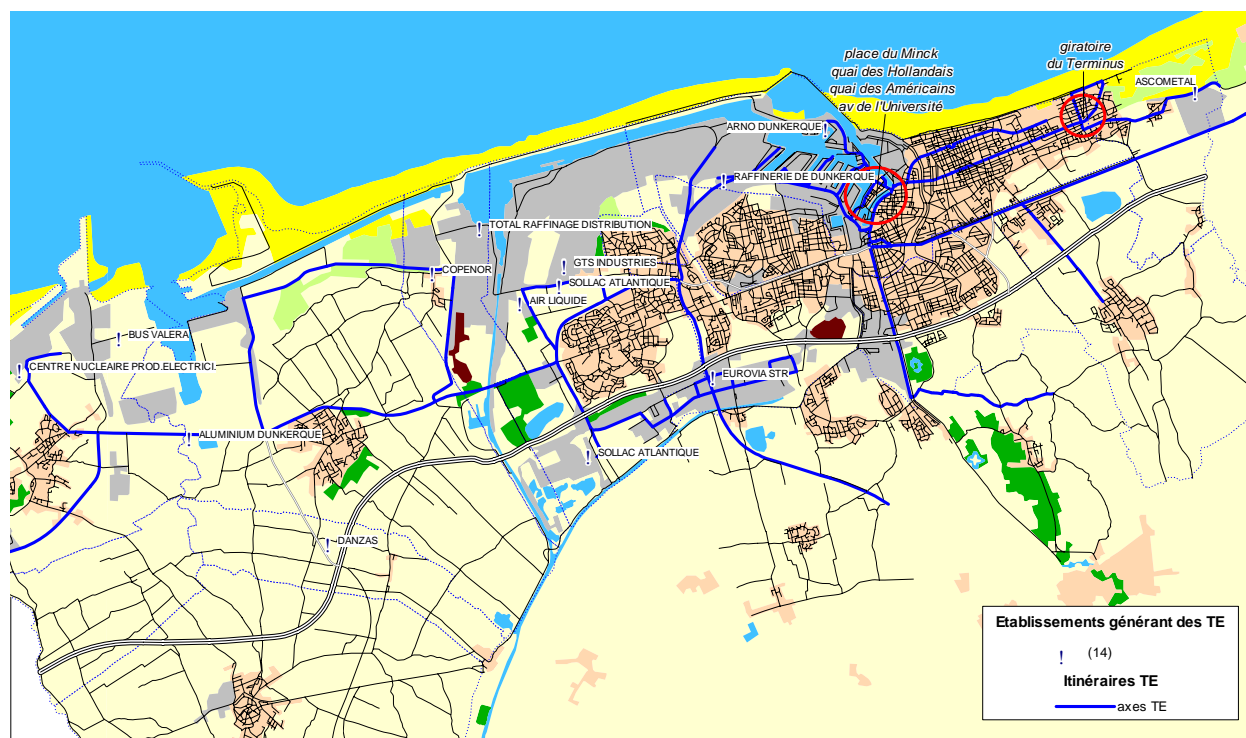 place du Minck
quai des Hollandais
quai des Américains
av de l'Université
giratoire
du Terminus
ASCOMETAL
ARNO DUNKERQUE
RAFFINERIE DE DUNKERQUE
TOTAL RAFFINAGE DISTRIBUTION
GTS INDUSTRIES
COPENOR
SOLLAC ATLANTIQUE
AIR LIQUIDE
BUS VALERA
CENTRE NUCLEAIRE PROD.ELECTRICI.
EUROVIA STR
ALUMINIUM DUNKERQUE
SOLLAC ATLANTIQUE
DANZAS
Etablissements générant des TE
! (14)
Itinéraires TE
axes TE